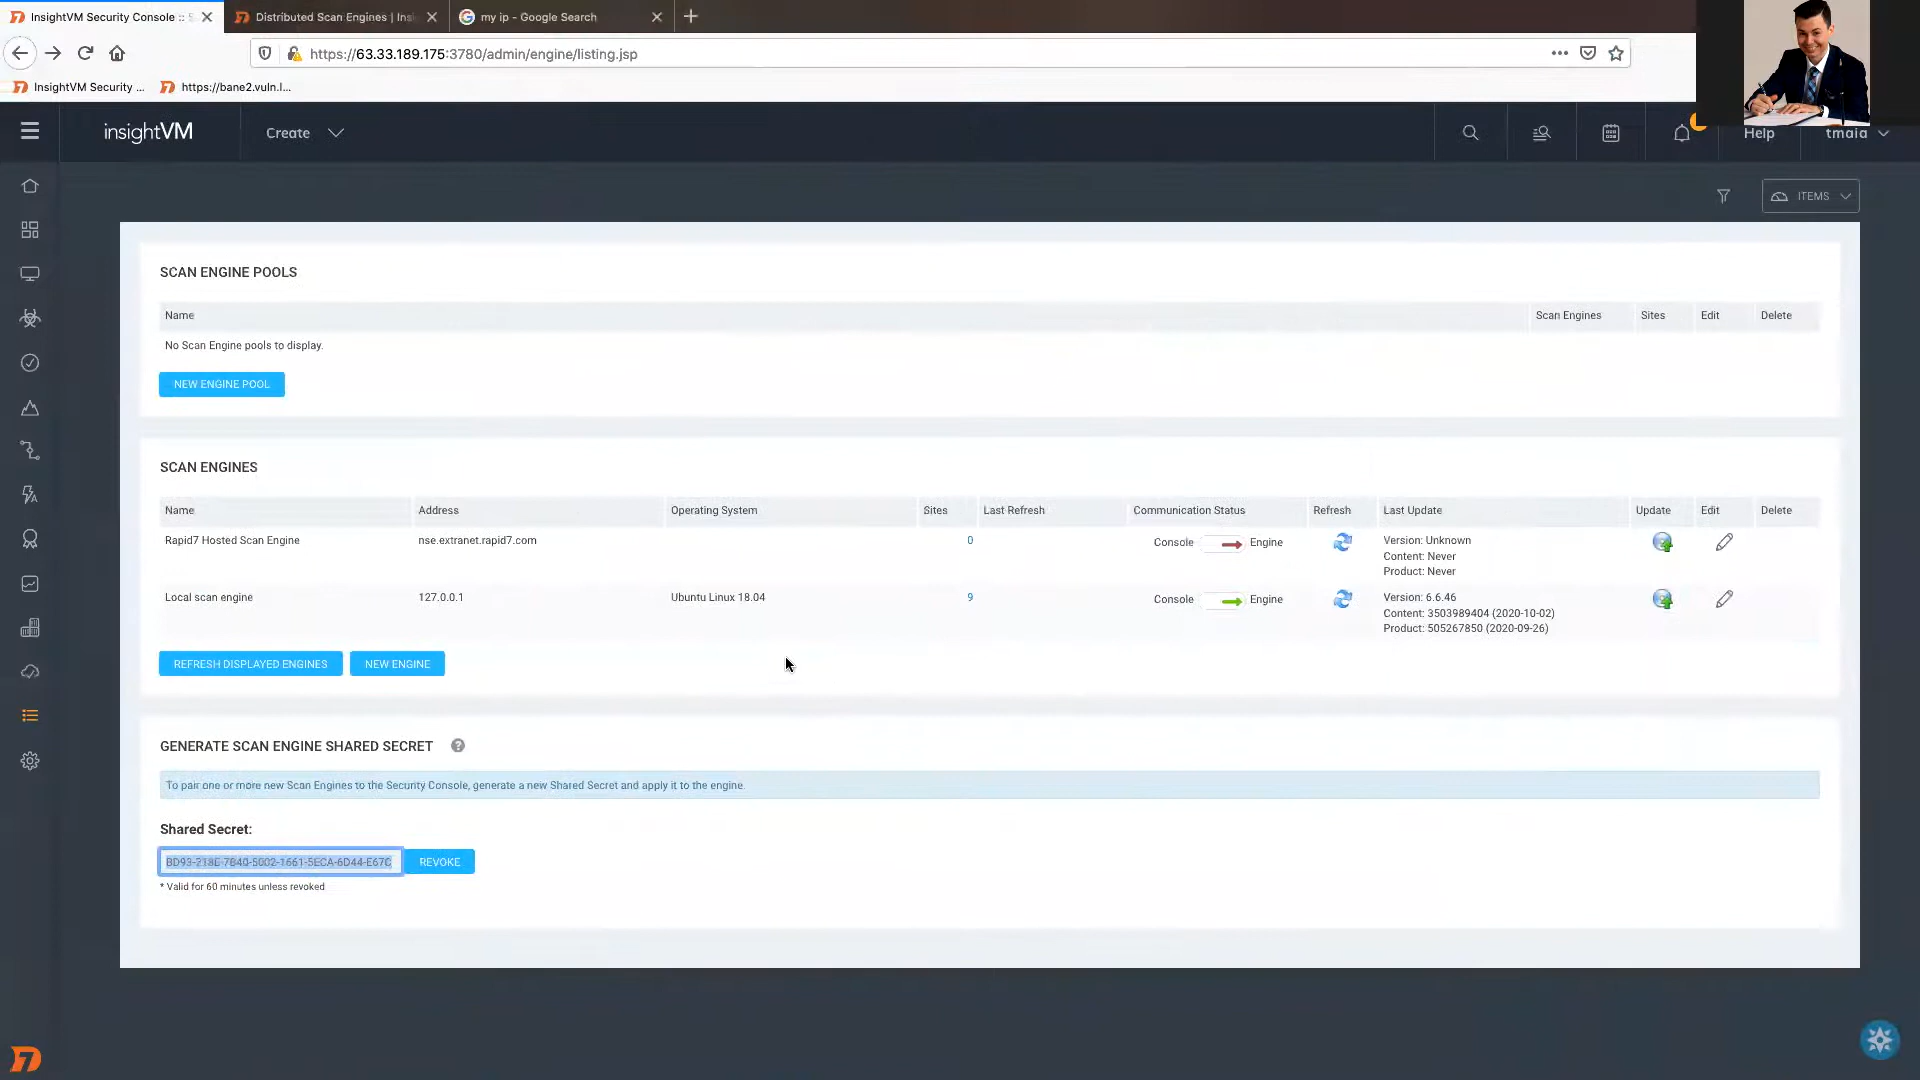 InsightVM Security Console ::
Distributed Scan Engines | Insi
my ip - Google Search
https://63.33.189.175:3780/admin/engine/listing.jsp
InsightVM Security ...
https://bane2.vuln.l...
insightVM
Create
Help
tmaia
ITEMS
SCAN ENGINE POOLS
Name Scan Engines Sites Edit Delete
No Scan Engine pools to display.
NEW ENGINE POOL
SCAN ENGINES
Name Address Operating System Sites Last Refresh Communication Status Refresh Last Update Update Edit Delete
Rapid7 Hosted Scan Engine nse.extranet.rapid7.com 0 Console Engine Version: Unknown
Content: Never
Product: Never
Local scan engine 127.0.0.1 Ubuntu Linux 18.04 9 Console Engine Version: 6.6.46
Content: 3503989404 (2020-10-02)
Product: 505267850 (2020-09-26)
REFRESH DISPLAYED ENGINES NEW ENGINE
GENERATE SCAN ENGINE SHARED SECRET ?
To pair one or more new Scan Engines to the Security Console, generate a new Shared Secret and apply it to the engine.
Shared Secret:
BD93-218E-7B40-5002-1661-5ECA-6D44-E67C REVOKE
* Valid for 60 minutes unless revoked